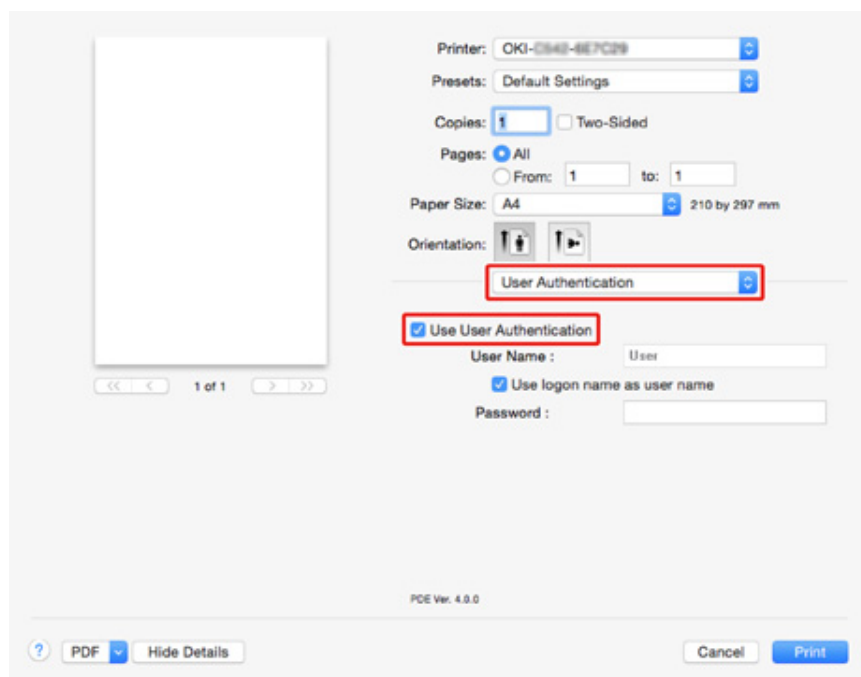 Printer: OKI-
Presets: Default Settings
Copies: 1 Two-Sided
Pages: All
From: 1 to: 1
Paper Size: A4 210 by 297 mm
Orientation:
User Authentication
Use User Authentication
User Name : User
1 of 1
Use logon name as user name
Password :
PDE Ver. 4.0.0
? PDF Hide Details Cancel Print